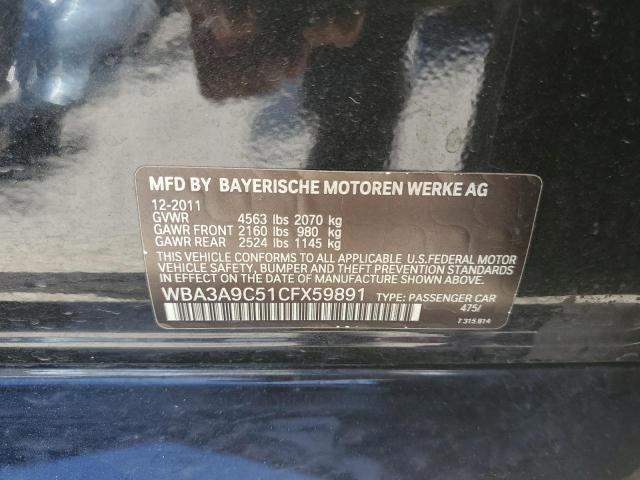 MFD BY BAYERISCHE MOTOREN WERKE AG
12-2011
GVWR 4563 lbs 2070 kg
GAWR FRONT 2160 lbs 980 kg
GAWR REAR 2524 lbs 1145 kg
THIS VEHICLE CONFORMS TO ALL APPLICABLE U.S. FEDERAL MOTOR
VEHICLE SAFETY, BUMPER AND THEFT PREVENTION STANDARDS
IN EFFECT ON THE DATE OF MANUFACTURE SHOWN ABOVE.
WBA3A9C51CFX59891 TYPE: PASSENGER CAR
475/
7 315 814